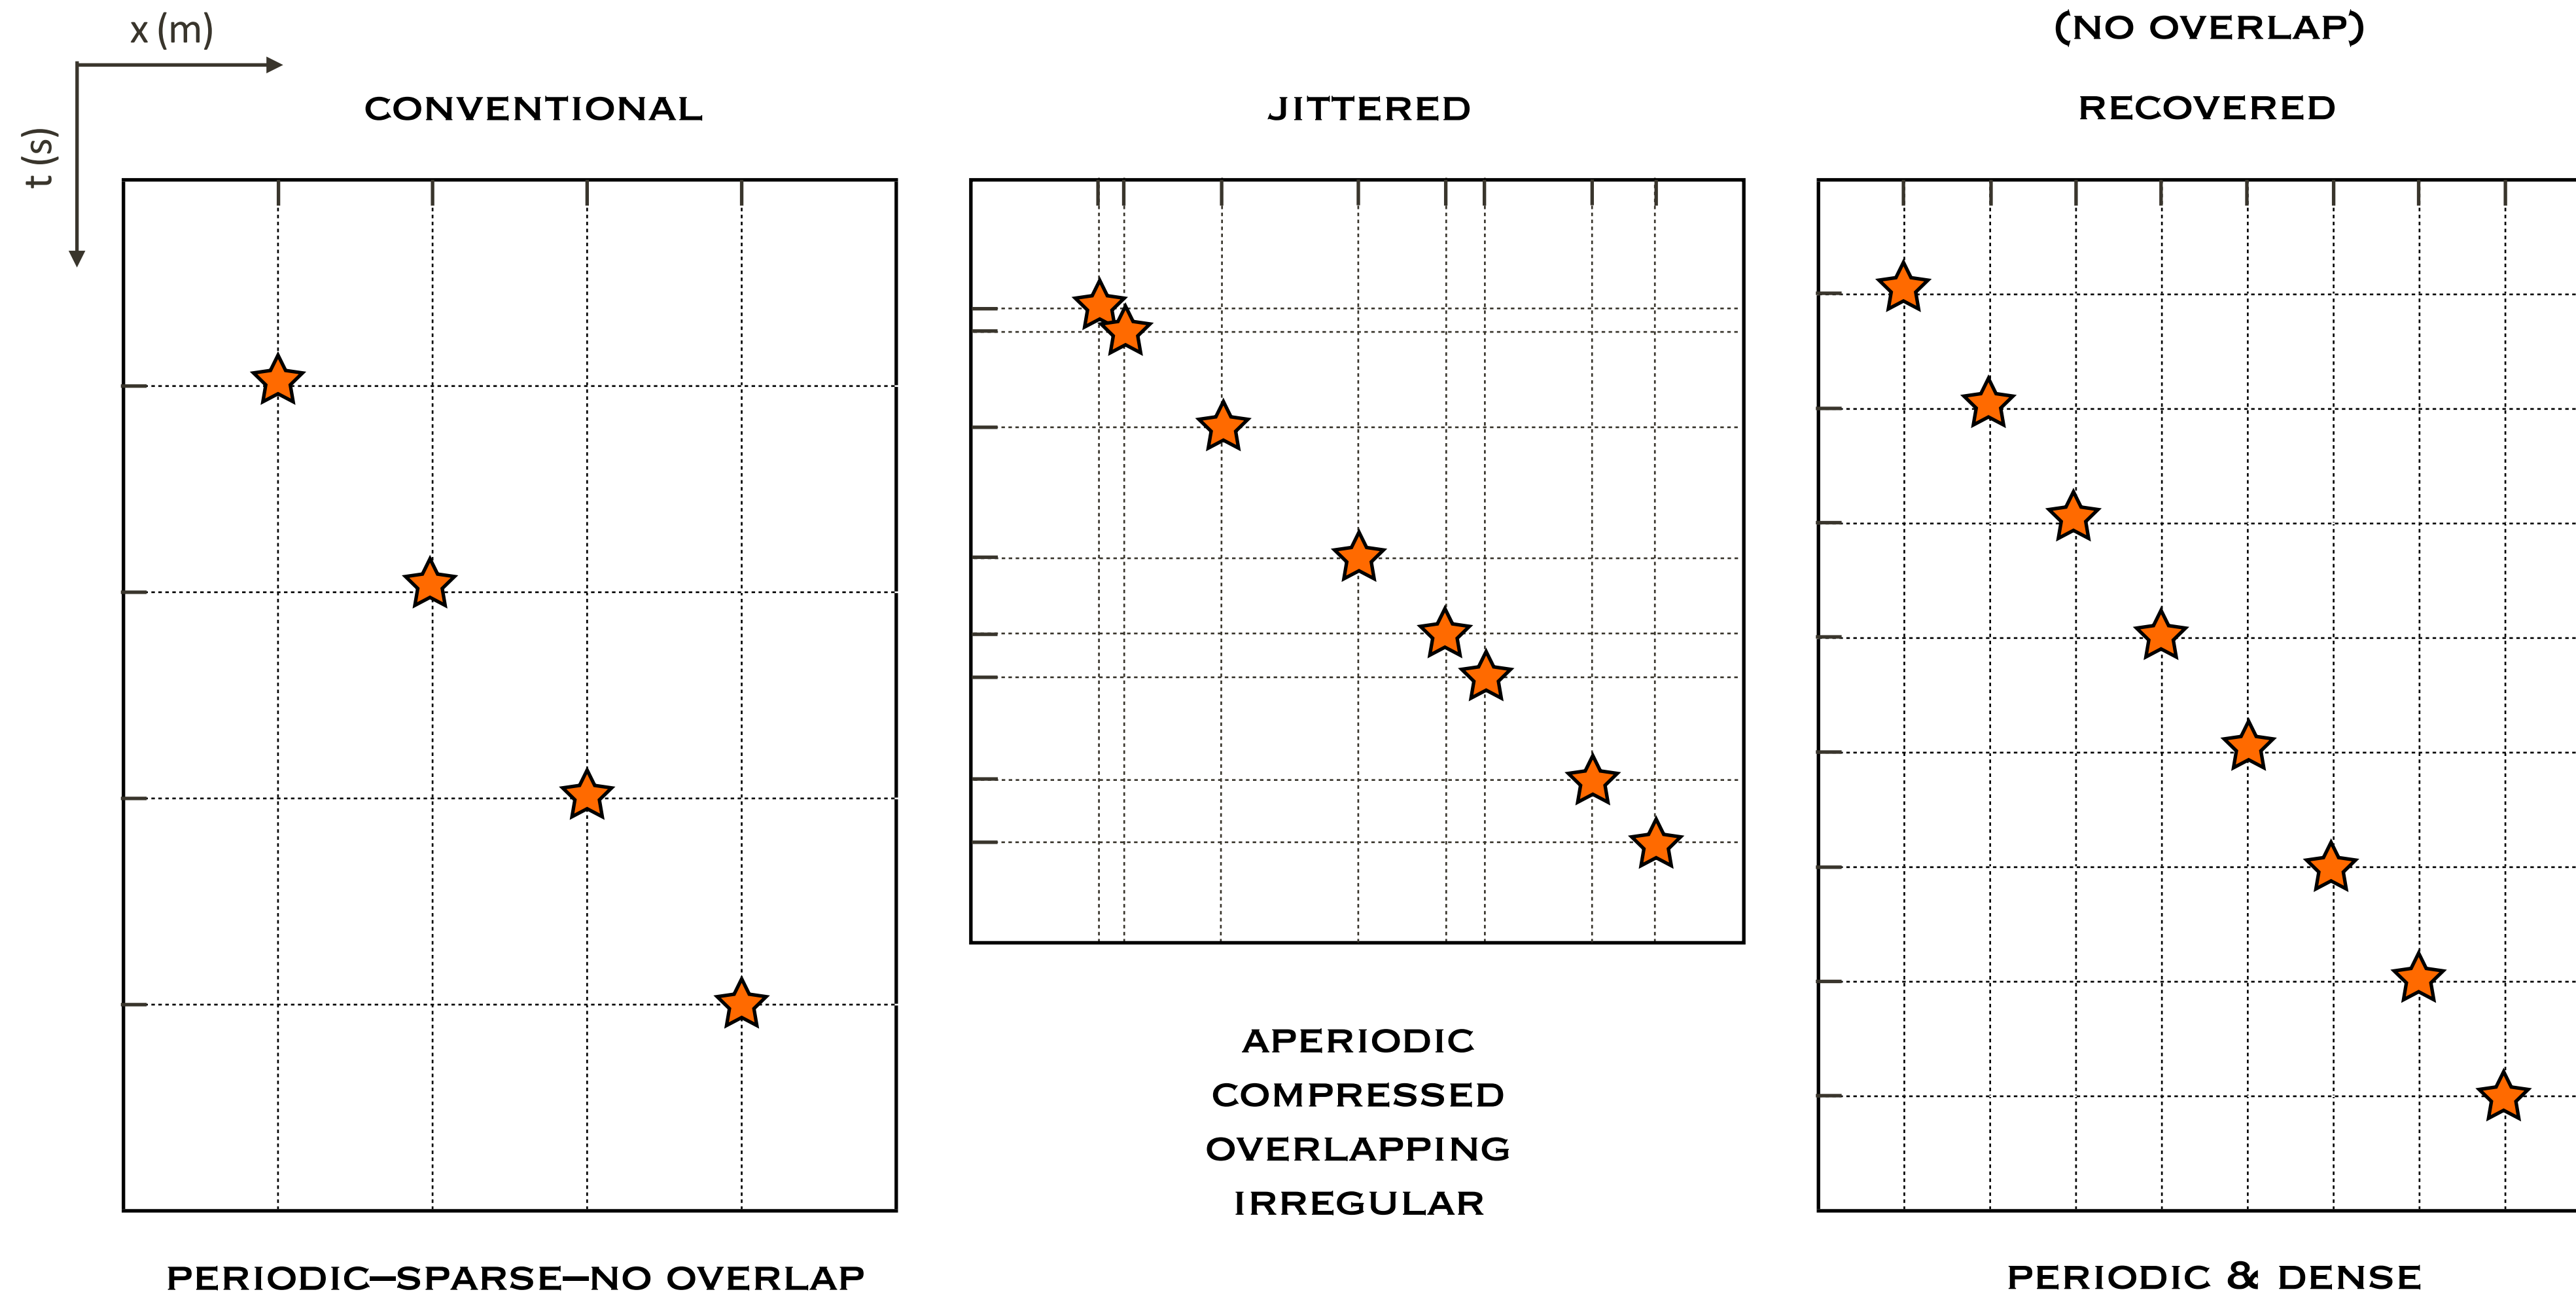 x (m)
t (s)
CONVENTIONAL
PERIODIC—SPARSE—NO OVERLAP
JITTERED
APERIODIC
COMPRESSED
OVERLAPPING
IRREGULAR
(NO OVERLAP)
RECOVERED
PERIODIC & DENSE